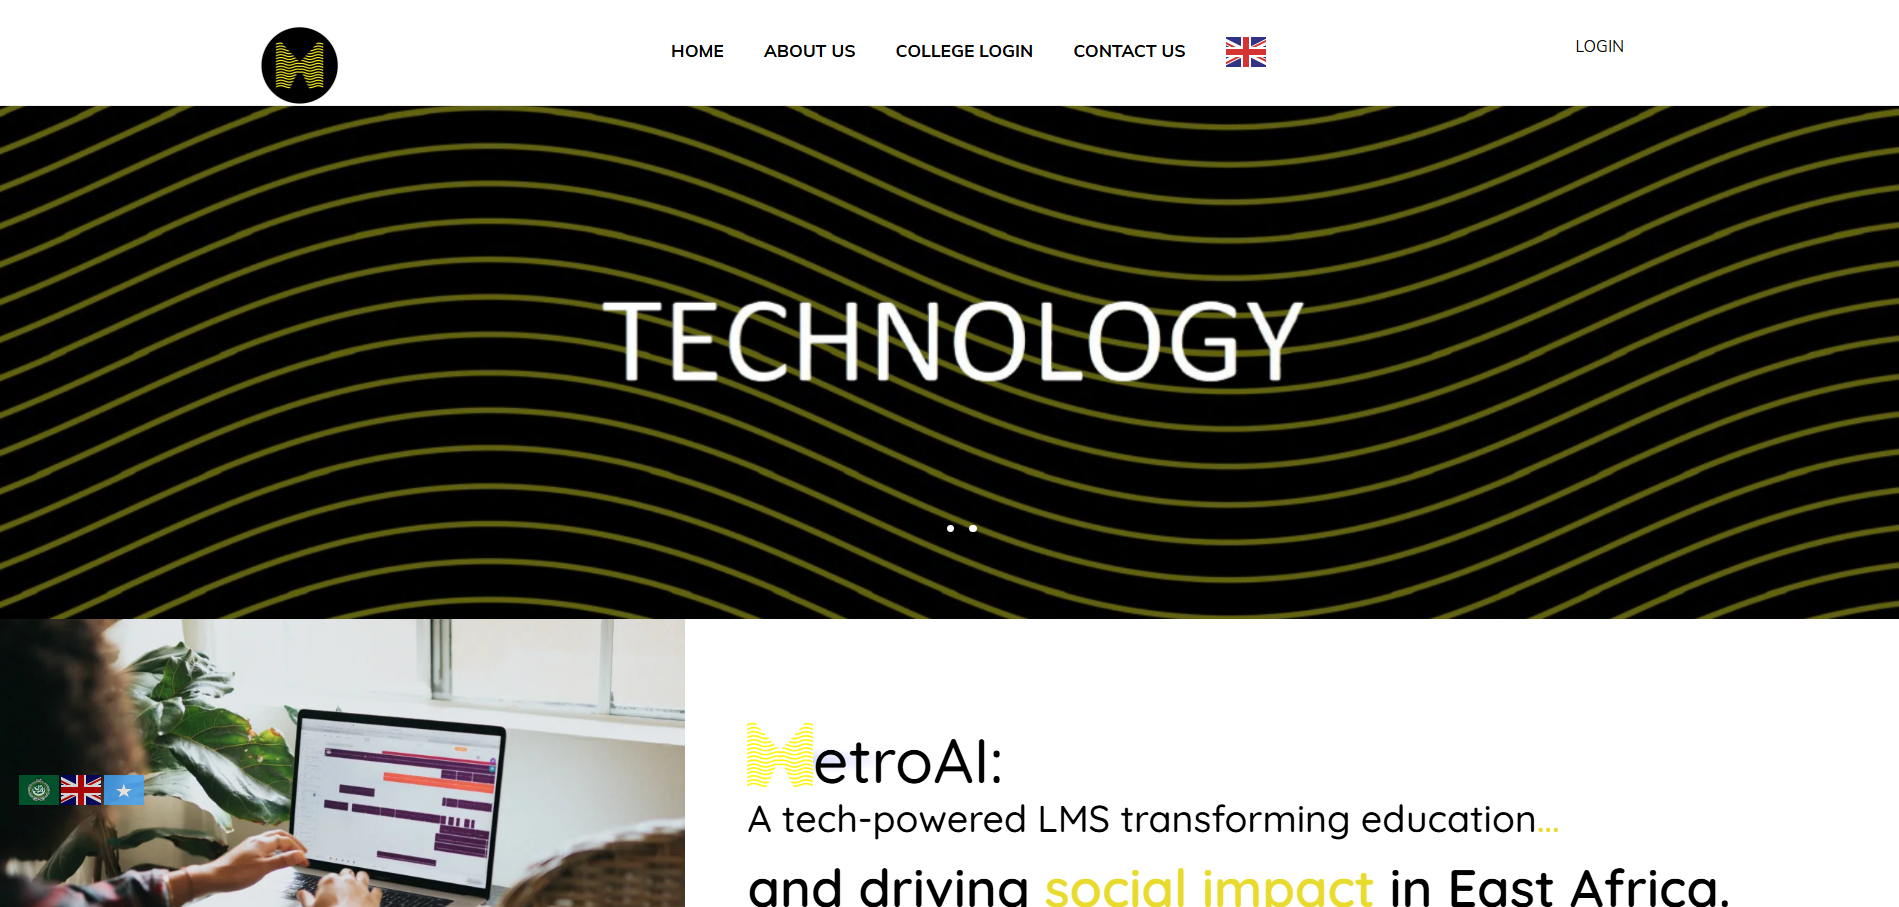 HOME ABOUT US COLLEGE LOGIN CONTACT US LOGIN
TECHNOLOGY
MetroAI:
A tech-powered LMS transforming education...
and driving social impact in East Africa.